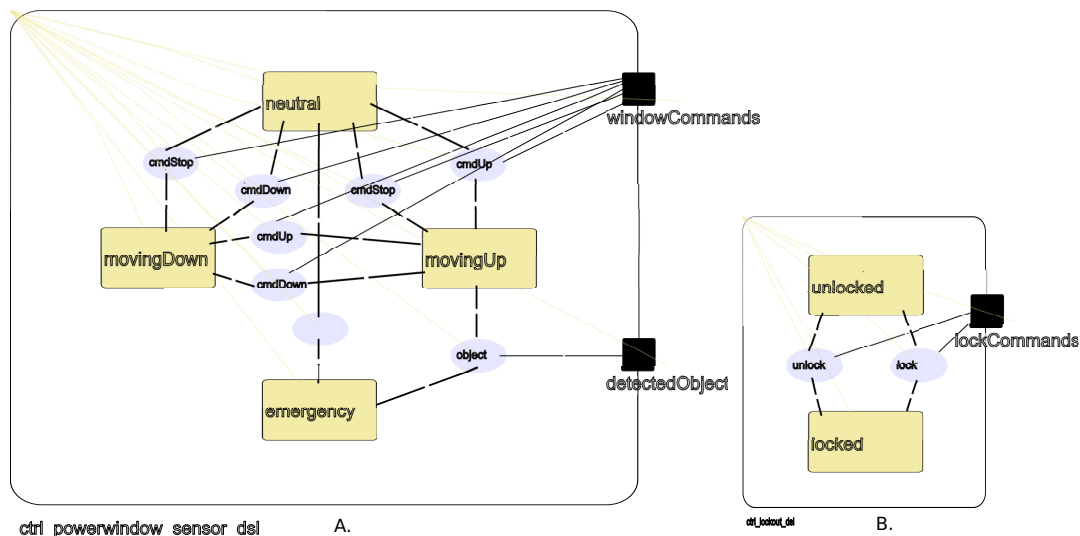 neutral
windowCommands
cmdStop
cmdUp
cmdDown
cmdStop
cmdUp
movingDown
movingUp
cmdDown
object
detectedObject
emergency
ctrl_powerwindow_sensor_dsl
A.
unlocked
lockCommands
unlock
lock
locked
ctrl_lockout_dsl
B.